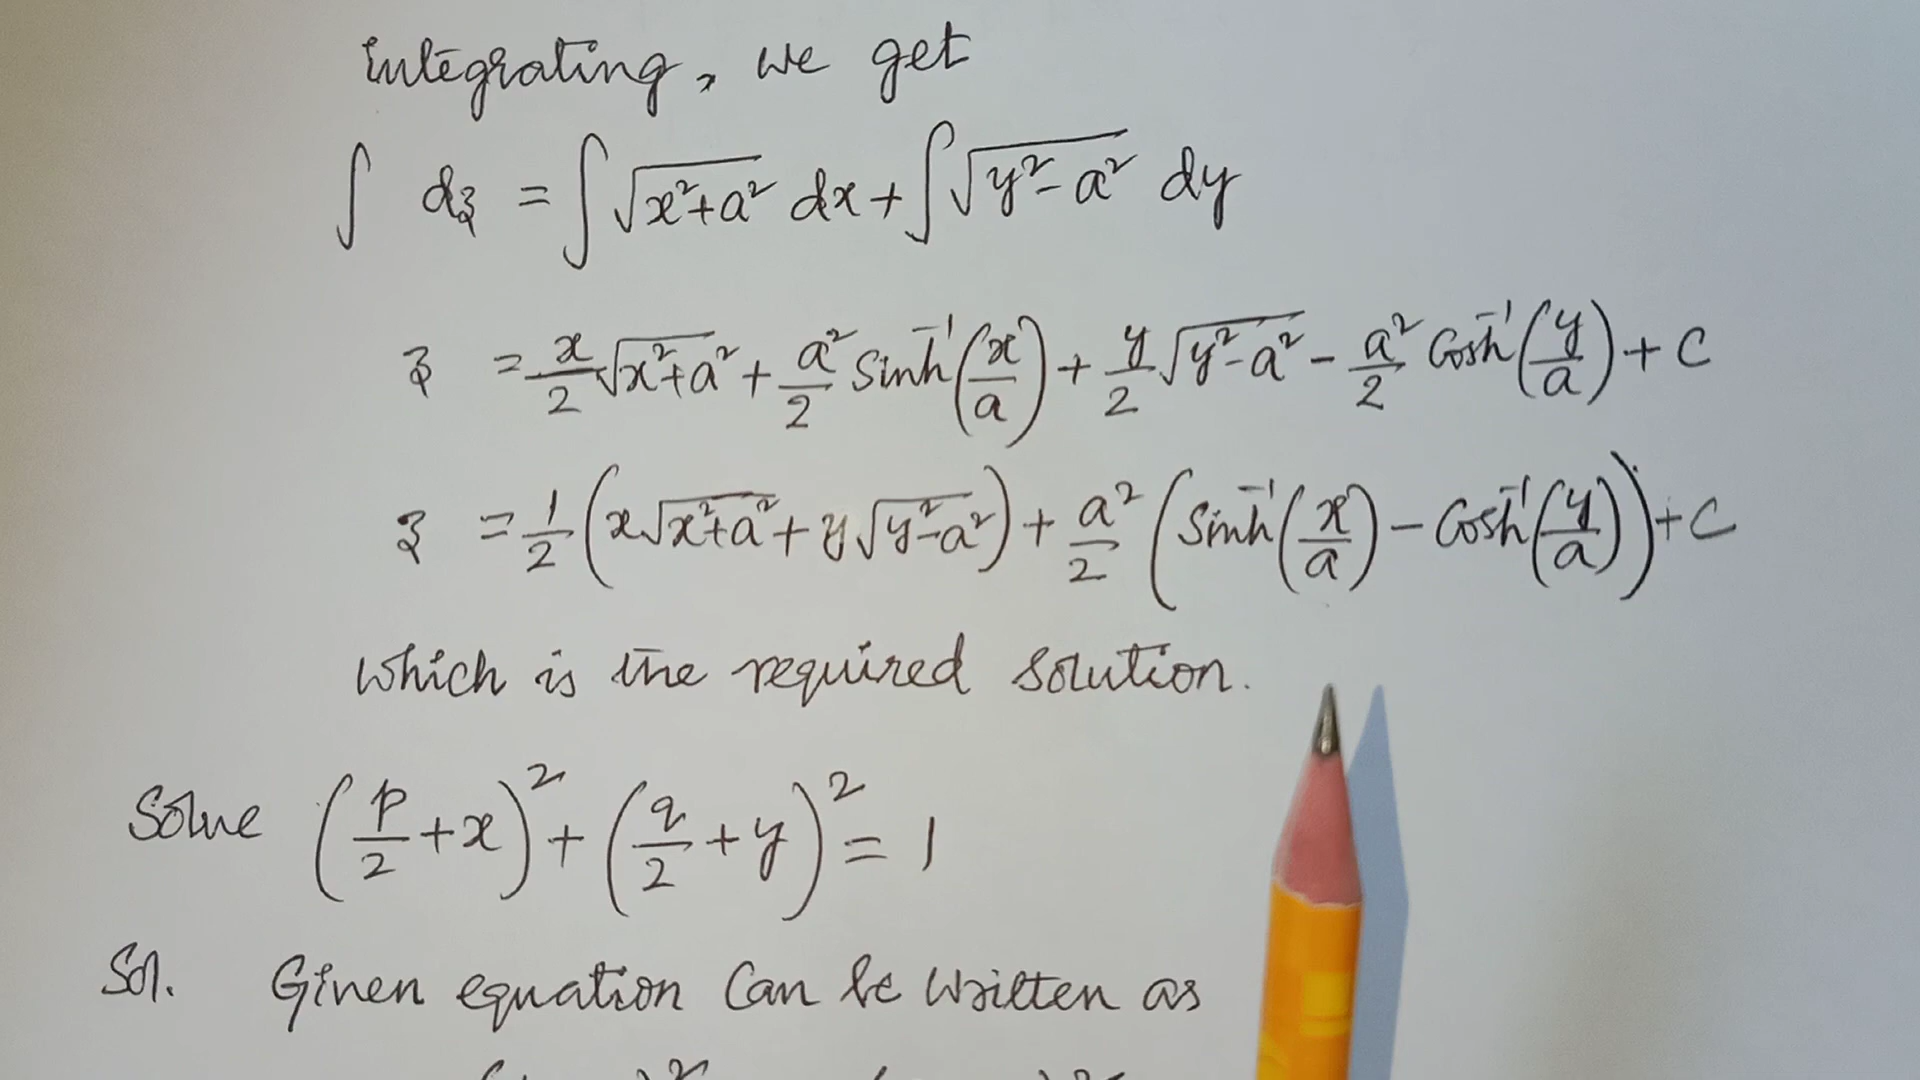 Integrating, we get
∫ dz = ∫ √(x²+a²) dx + ∫ √(y²-a²) dy
z = x/2 √(x²+a²) + a²/2 Sinh⁻¹(x/a) + y/2 √(y²-a²) - a²/2 Cosh⁻¹(y/a) + C
z = 1/2 (x√(x²+a²) + y√(y²-a²)) + a²/2 (Sinh⁻¹(x/a) - Cosh⁻¹(y/a)) + C
which is the required solution.
Solve (p/2 + x)² + (q/2 + y)² = 1
Sol. Given equation can be written as